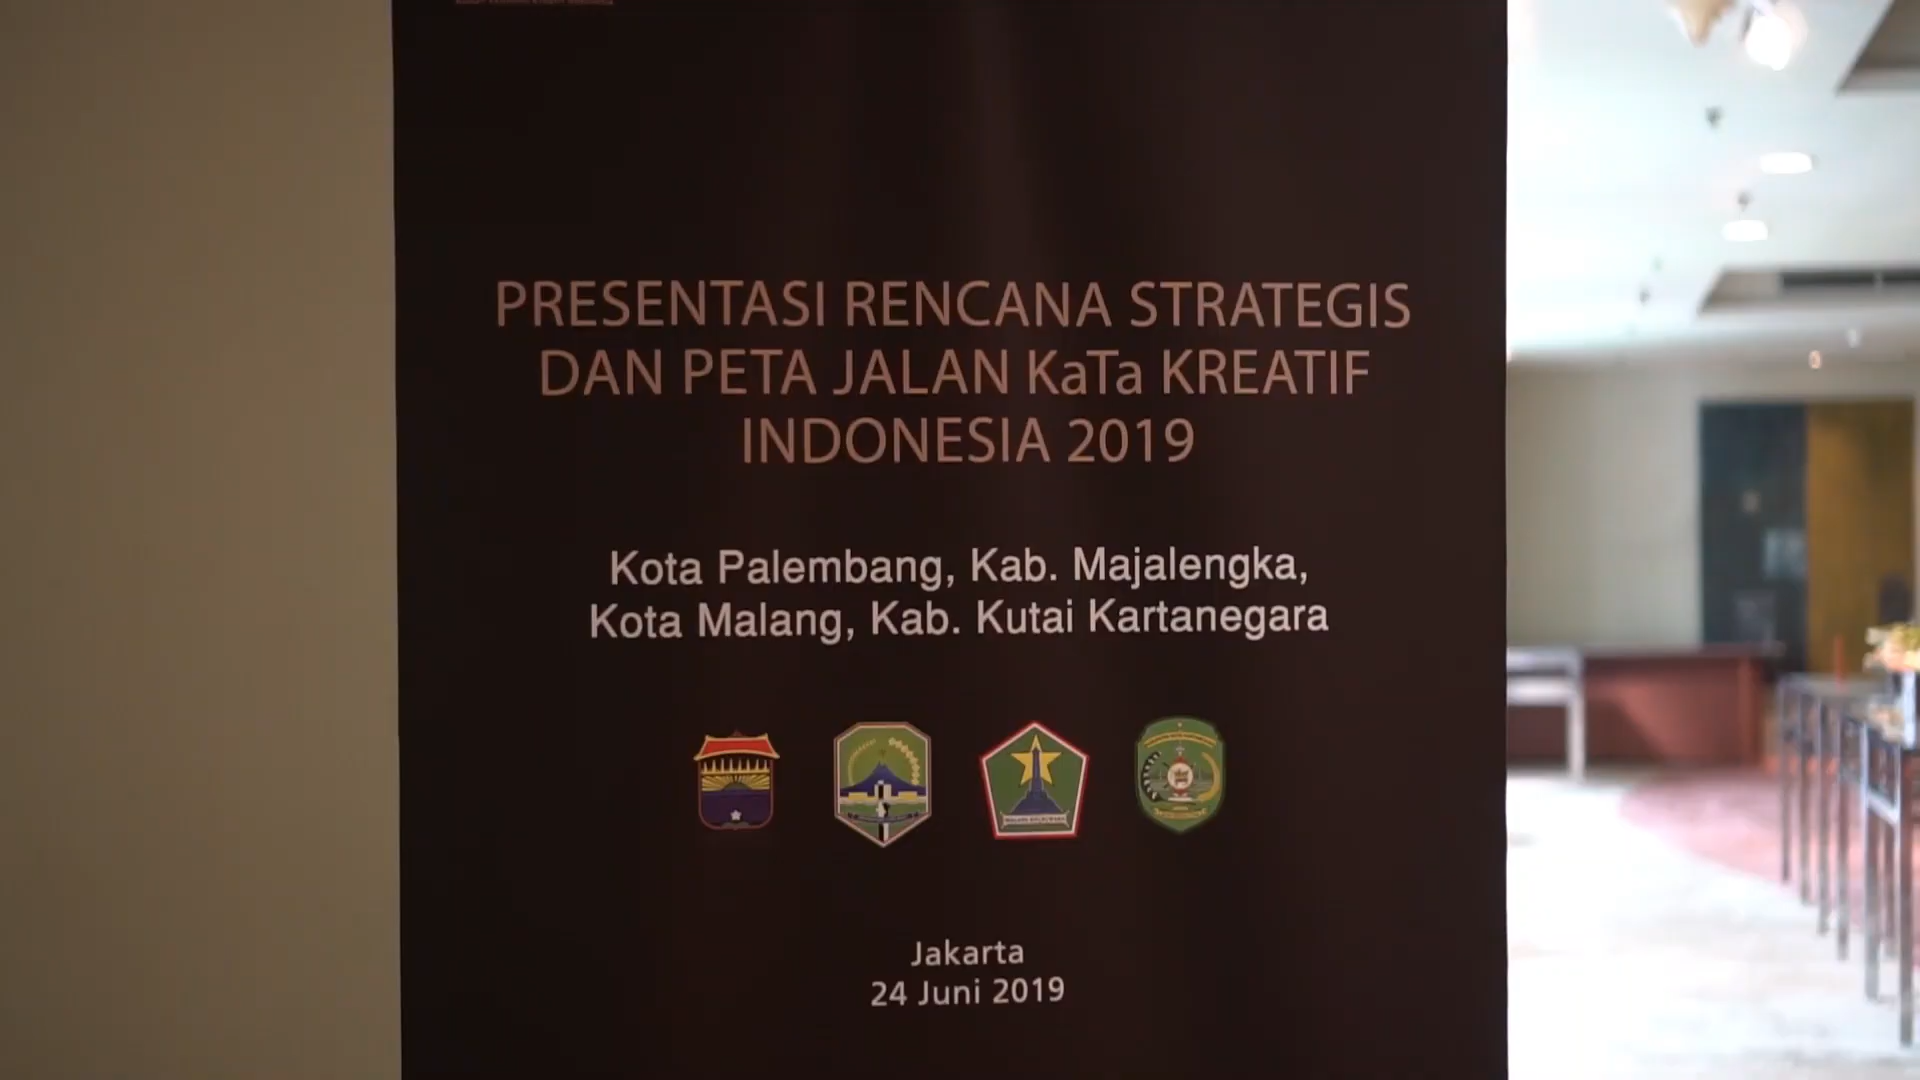 PRESENTASI RENCANA STRATEGIS
DAN PETA JALAN KaTa KREATIF
INDONESIA 2019
Kota Palembang, Kab. Majalengka,
Kota Malang, Kab. Kutai Kartanegara
Jakarta
24 Juni 2019